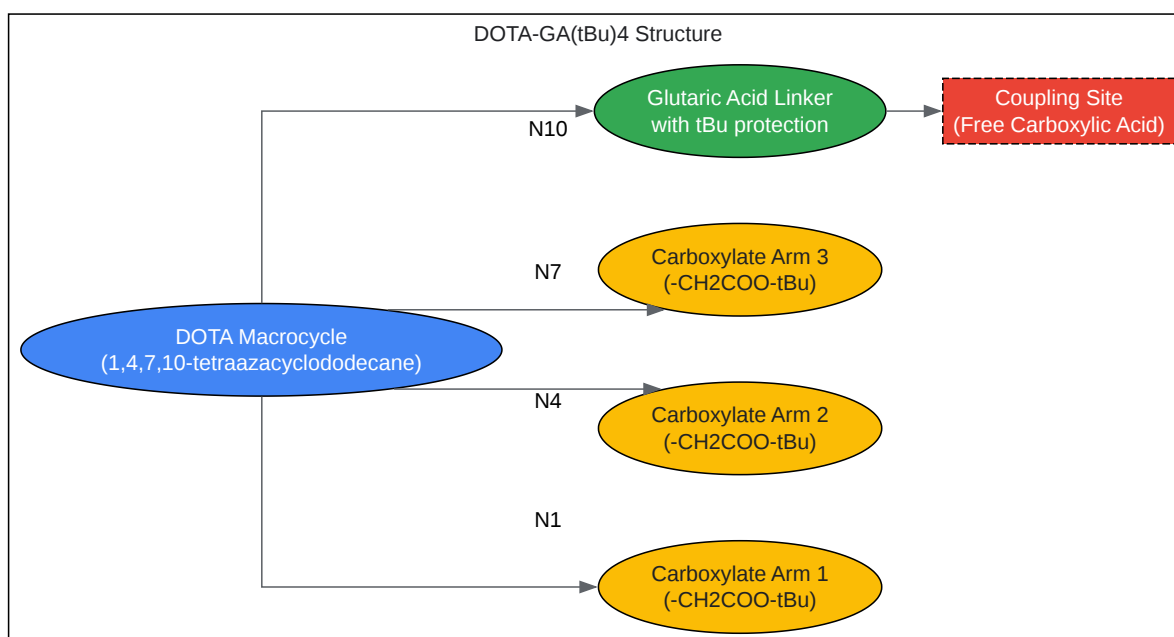 DOTA-GA(tBu)4 Structure
Glutaric Acid Linker
with tBu protection
Coupling Site
(Free Carboxylic Acid)
N10
Carboxylate Arm 3
(-CH2COO-tBu)
N7
DOTA Macrocycle
(1,4,7,10-tetraazacyclododecane)
N4
Carboxylate Arm 2
(-CH2COO-tBu)
N1
Carboxylate Arm 1
(-CH2COO-tBu)